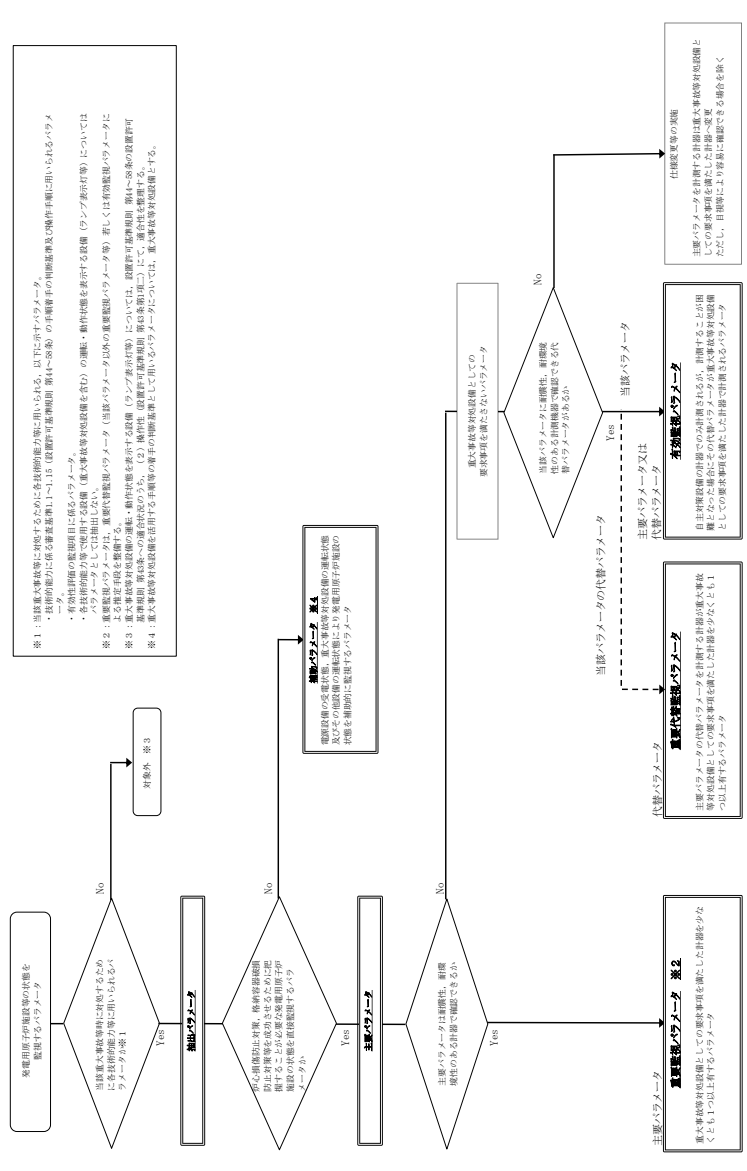 発電用原子炉施設等の状態を
監視するパラメータ
当該重大事故等時に対処するため
に各技術的能力等に用いられるパ
ラメータか※1
No
対象外 ※3
Yes
抽出パラメータ
炉心損傷防止対策，格納容器破損
防止対策等を成功させるために把
握することが必要な発電用原子炉
施設の状態を直接監視するパラ
メータか
No
補助パラメータ ※4
電源設備の受電状態，重大事故等対処設備の運転状態
及びその他設備の運転状態により発電用原子炉施設の
状態を補助的に監視するパラメータ
Yes
主要パラメータ
主要パラメータは耐震性，耐環
境性のある計器で確認できるか
No
Yes
重大事故等対処設備としての
要求事項を満たさないパラメータ
当該パラメータに耐震性，耐環境
性のある計測機器で確認できる代
替パラメータがあるか
No
Yes
当該パラメータ
当該パラメータの代替パラメータ
主要パラメータ
重要監視パラメータ ※2
重大事故等対処設備としての要求事項を満たした計器を少な
くとも1つ以上有するパラメータ
代替パラメータ
重要代替監視パラメータ
主要パラメータの代替パラメータを計測する計器が重大事故
等対処設備としての要求事項を満たした計器を少なくとも1
つ以上有するパラメータ
主要パラメータ又は
代替パラメータ
有効監視パラメータ
自主対策設備の計器でのみ計測されるが，計測することが困
難となった場合にその代替パラメータが重大事故等対処設備
としての要求事項を満たした計器で計測されるパラメータ
仕様変更等の実施
主要パラメータを計測する計器は重大事故等対処設備と
しての要求事項を満たした計器へ変更
ただし，目視等により容易に確認できる場合を除く
※1：当該重大事故等に対処するために各技術的能力等に用いられる，以下に示すパラメータ。
・技術的能力に係る審査基準1.1～1.15（設置許可基準規則 第44～58条）の手順着手の判断基準及び操作手順に用いられるパラメ
ータ。
・有効性評価の監視項目に係るパラメータ。
・各技術的能力等で使用する設備（重大事故等対処設備を含む）の運転・動作状態を表示する設備（ランプ表示灯等）については
パラメータとしては抽出しない。
※2：重要監視パラメータは，重要代替監視パラメータ（当該パラメータ以外の重要監視パラメータ等）若しくは有効監視パラメータに
よる推定手段を整備する。
※3：重大事故等対処設備の運転・動作状態を表示する設備（ランプ表示灯等）については，設置許可基準規則 第44～58条の設置許可
基準規則 第43条への適合状況のうち，（2）操作性（設置許可基準規則 第43条第1項二）にて，適合性を整理する。
※4：重大事故等対処設備を活用する手順等の着手の判断基準として用いるパラメータについては，重大事故等対処設備とする。